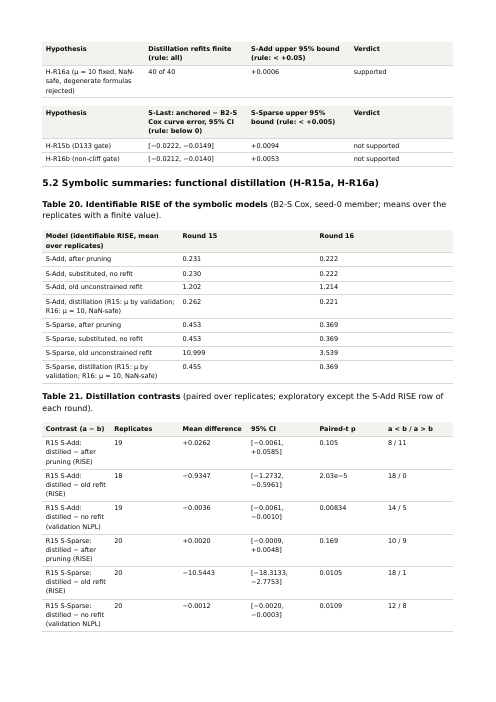 Hypothesis Distillation refits finite (rule: all) S-Add upper 95% bound (rule: < +0.05) Verdict
H-R16a (μ = 10 fixed, NaN-safe, degenerate formulas rejected) 40 of 40 +0.0006 supported
Hypothesis S-Last: anchored − B2-S Cox curve error, 95% CI (rule: below 0) S-Sparse upper 95% bound (rule: < +0.005) Verdict
H-R15b (D133 gate) [−0.0222, −0.0149] +0.0094 not supported
H-R16b (non-cliff gate) [−0.0212, −0.0140] +0.0053 not supported
5.2 Symbolic summaries: functional distillation (H-R15a, H-R16a)
Table 20. Identifiable RISE of the symbolic models (B2-S Cox, seed-0 member; means over the
replicates with a finite value).
Model (identifiable RISE, mean over replicates) Round 15 Round 16
S-Add, after pruning 0.231 0.222
S-Add, substituted, no refit 0.230 0.222
S-Add, old unconstrained refit 1.202 1.214
S-Add, distillation (R15: μ by validation; R16: μ = 10, NaN-safe) 0.262 0.221
S-Sparse, after pruning 0.453 0.369
S-Sparse, substituted, no refit 0.453 0.369
S-Sparse, old unconstrained refit 10.999 3.539
S-Sparse, distillation (R15: μ by validation; R16: μ = 10, NaN-safe) 0.455 0.369
Table 21. Distillation contrasts (paired over replicates; exploratory except the S-Add RISE row of
each round).
Contrast (a − b) Replicates Mean difference 95% CI Paired-t p a < b / a > b
R15 S-Add: distilled − after pruning (RISE) 19 +0.0262 [−0.0061, +0.0585] 0.105 8 / 11
R15 S-Add: distilled − old refit (RISE) 18 −0.9347 [−1.2732, −0.5961] 2.03e−5 18 / 0
R15 S-Add: distilled − no refit (validation NLPL) 19 −0.0036 [−0.0061, −0.0010] 0.00834 14 / 5
R15 S-Sparse: distilled − after pruning (RISE) 20 +0.0020 [−0.0009, +0.0048] 0.169 10 / 9
R15 S-Sparse: distilled − old refit (RISE) 20 −10.5443 [−18.3133, −2.7753] 0.0105 18 / 1
R15 S-Sparse: distilled − no refit (validation NLPL) 20 −0.0012 [−0.0020, −0.0003] 0.0109 12 / 8